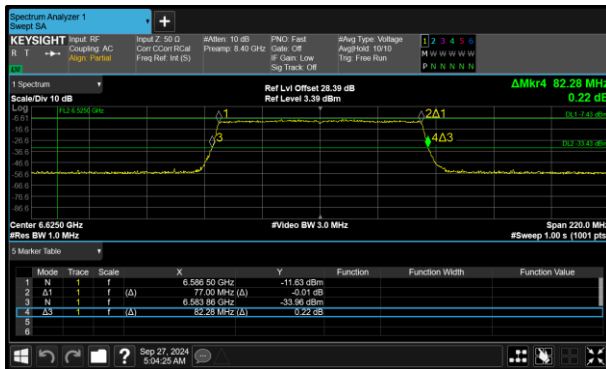 Spectrum Analyzer 1
Swept SA
KEYSIGHT Input: RF Input Z: 50 Ω #Atten: 10 dB PNO: Fast #Avg Type: Voltage 1 2 3 4 5 6
R T Coupling: AC Corr CCorr RCal Preamp: 8.40 GHz Gate: Off Avg|Hold: 10/10 M W W W W W
Align: Partial Freq Ref: Int (S) IF Gain: Low Trig: Free Run
Sig Track: Off P N N N N N
1 Spectrum Ref Lvl Offset 28.39 dB ΔMkr4 82.28 MHz
Scale/Div 10 dB Ref Level 3.39 dBm 0.22 dB
Log FL2 6.5250 GHz 1 2Δ1 DL1 -7.43 dBm
-6.61
-16.6
-26.6 3 4Δ3 DL2 -33.43 dBm
-36.6
-46.6
-56.6
-66.6
-76.6
-86.6
Center 6.6250 GHz #Video BW 3.0 MHz Span 220.0 MHz
#Res BW 1.0 MHz #Sweep 1.00 s (1001 pts)
5 Marker Table
Mode Trace Scale X Y Function Function Width Function Value
1 N 1 f 6.586 50 GHz -11.63 dBm
2 Δ1 1 f (Δ) 77.00 MHz (Δ) -0.01 dB
3 N 1 f 6.583 86 GHz -33.96 dBm
4 Δ3 1 f (Δ) 82.28 MHz (Δ) 0.22 dB
5
6
? Sep 27, 2024
5:04:25 AM